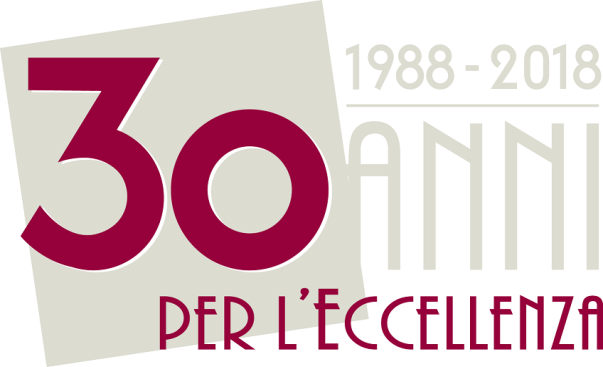 1988 - 2018
30 ANNI
PER L'ECCELLENZA